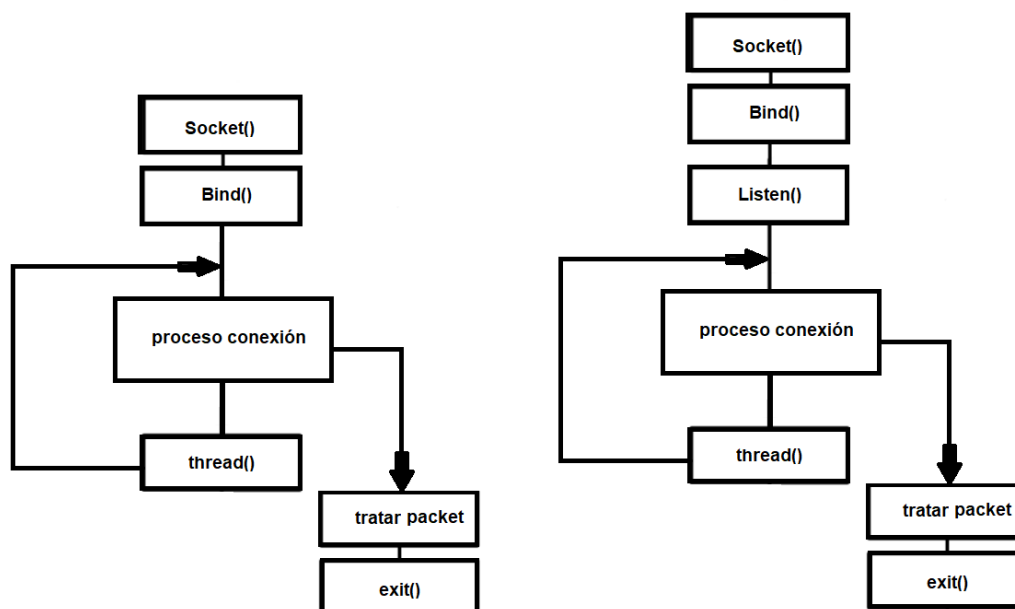 Socket()
Bind()
proceso conexión
thread()
tratar packet
exit()
Socket()
Bind()
Listen()
proceso conexión
thread()
tratar packet
exit()